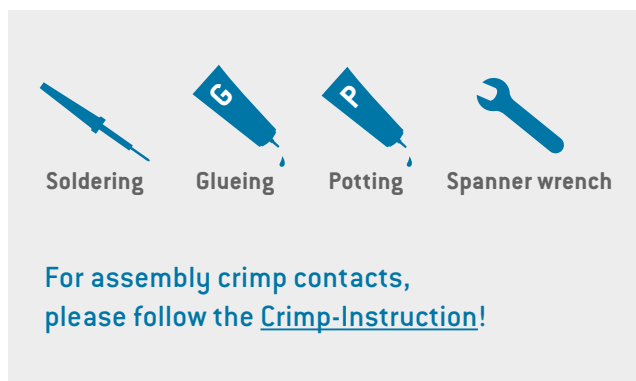 G P
Soldering Glueing Potting Spanner wrench
For assembly crimp contacts,
please follow the Crimp-Instruction!